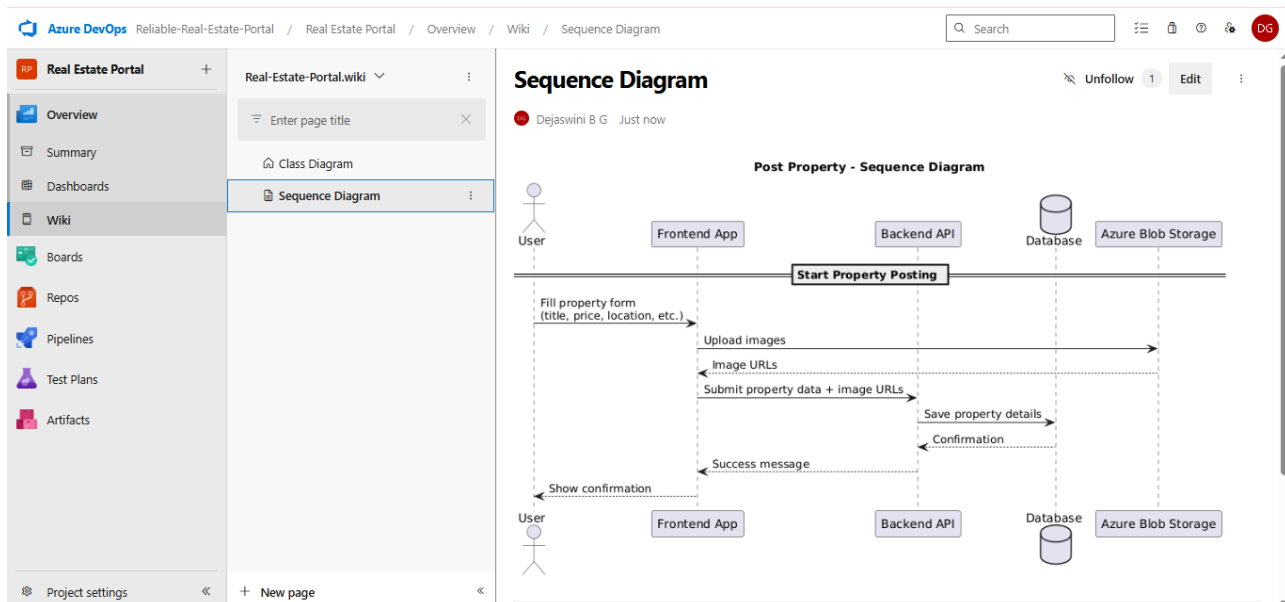 Azure DevOps Reliable-Real-Estate-Portal / Real Estate Portal / Overview / Wiki / Sequence Diagram
Search
DG
RP Real Estate Portal +
Overview
Summary
Dashboards
Wiki
Boards
Repos
Pipelines
Test Plans
Artifacts
Project settings
Real-Estate-Portal.wiki
Enter page title
Class Diagram
Sequence Diagram
+ New page
Sequence Diagram
Unfollow 1 Edit
DG Dejaswini B G Just now
Post Property - Sequence Diagram
User Frontend App Backend API Database Azure Blob Storage
Start Property Posting
Fill property form
(title, price, location, etc.)
Upload images
Image URLs
Submit property data + image URLs
Save property details
Confirmation
Success message
Show confirmation
User Frontend App Backend API Database Azure Blob Storage